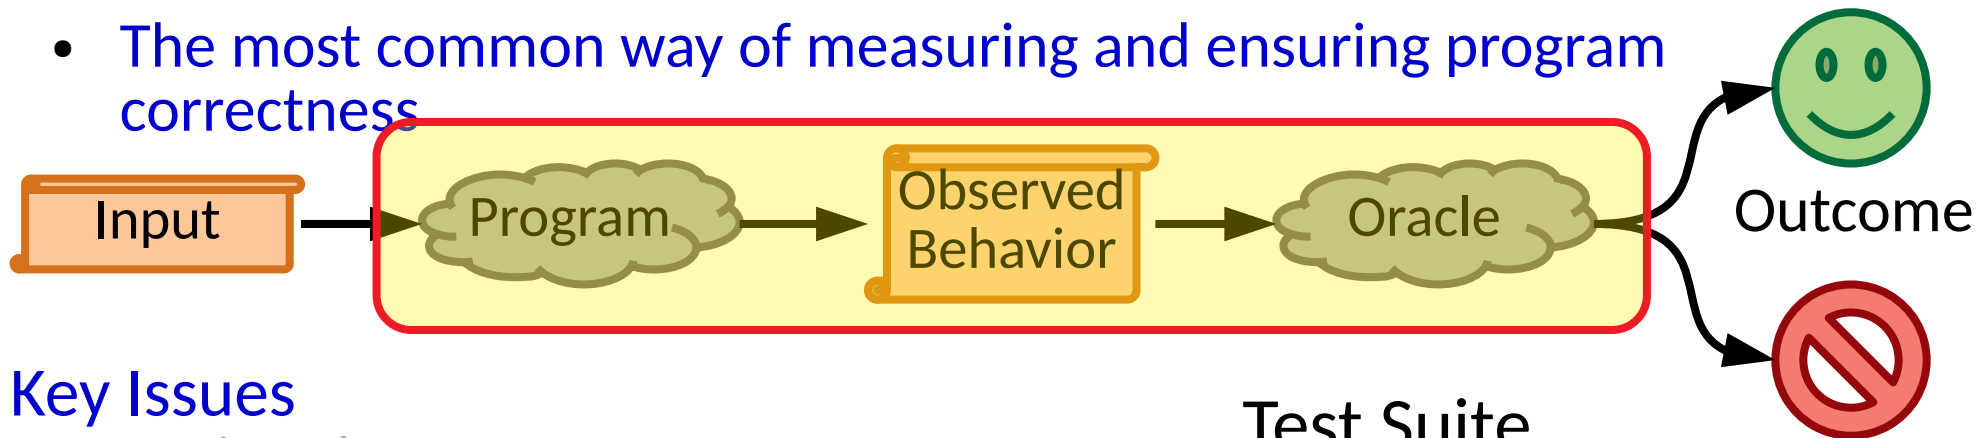 • The most common way of measuring and ensuring program
correctness
Input
Program
Observed
Behavior
Oracle
Outcome
Key Issues
Test Suite